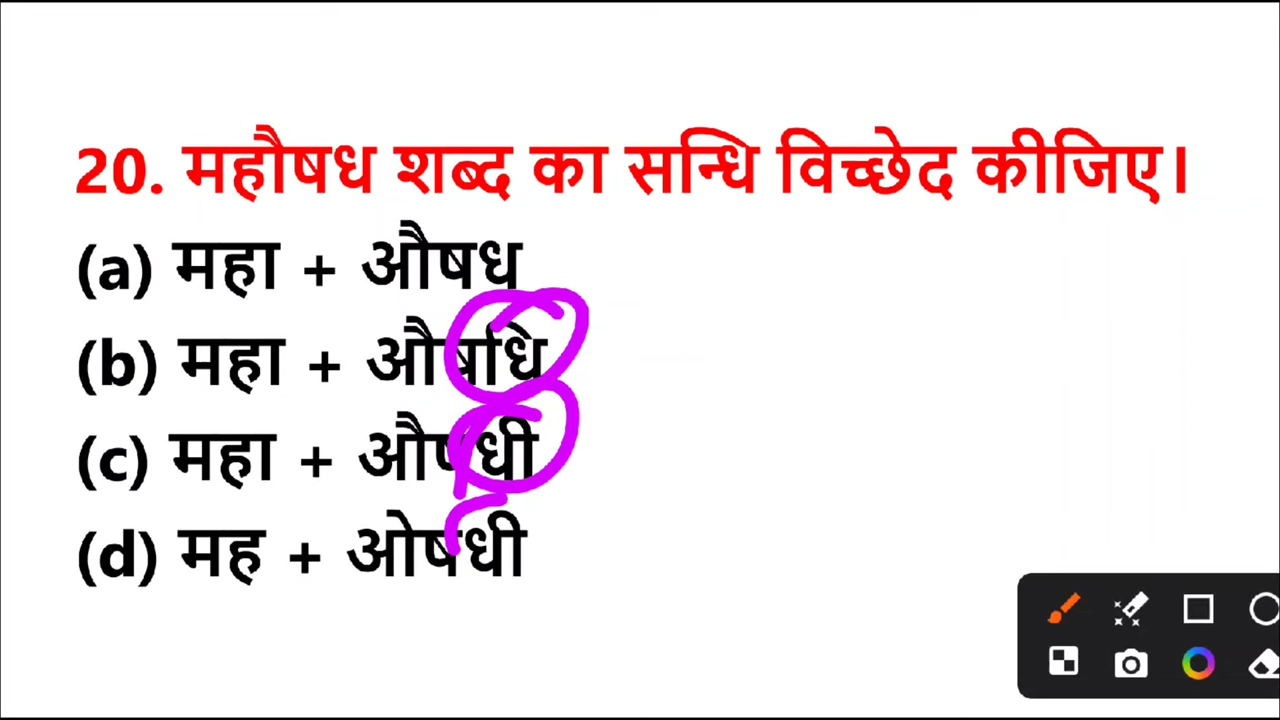 20. महौषध शब्द का सन्धि विच्छेद कीजिए।
(a) महा + औषध
(b) महा + औषधि
(c) महा + औषधी
(d) मह + ओषधी